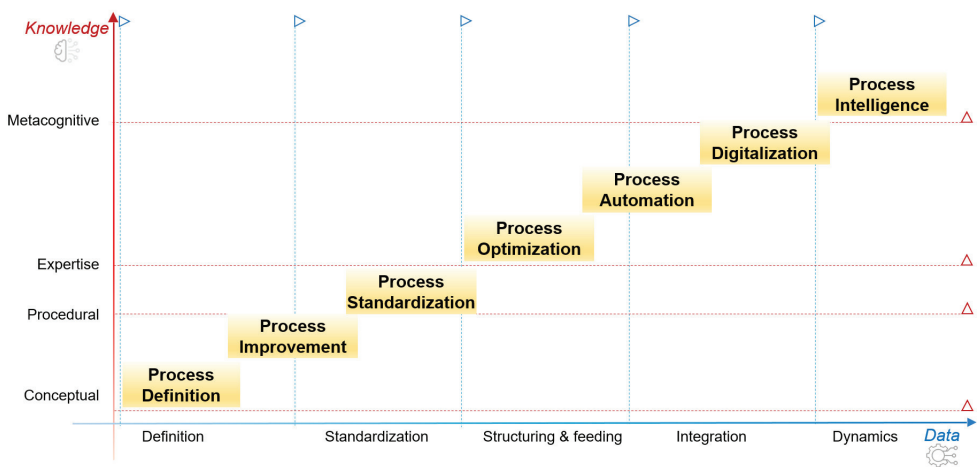 Knowledge
Process
Intelligence
Metacognitive
Process
Digitalization
Process
Automation
Process
Optimization
Expertise
Process
Standardization
Procedural
Process
Improvement
Process
Definition
Conceptual
Definition
Standardization
Structuring & feeding
Integration
Dynamics
Data